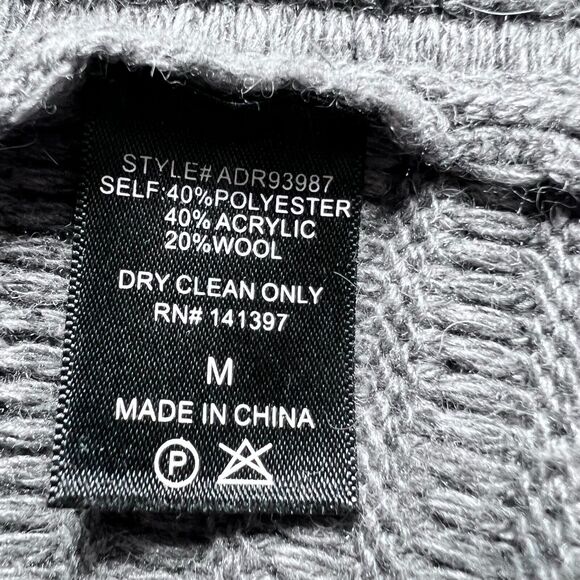 STYLE# ADR93987
SELF:40%POLYESTER
40% ACRYLIC
20%WOOL
DRY CLEAN ONLY
RN# 141397
M
MADE IN CHINA
P